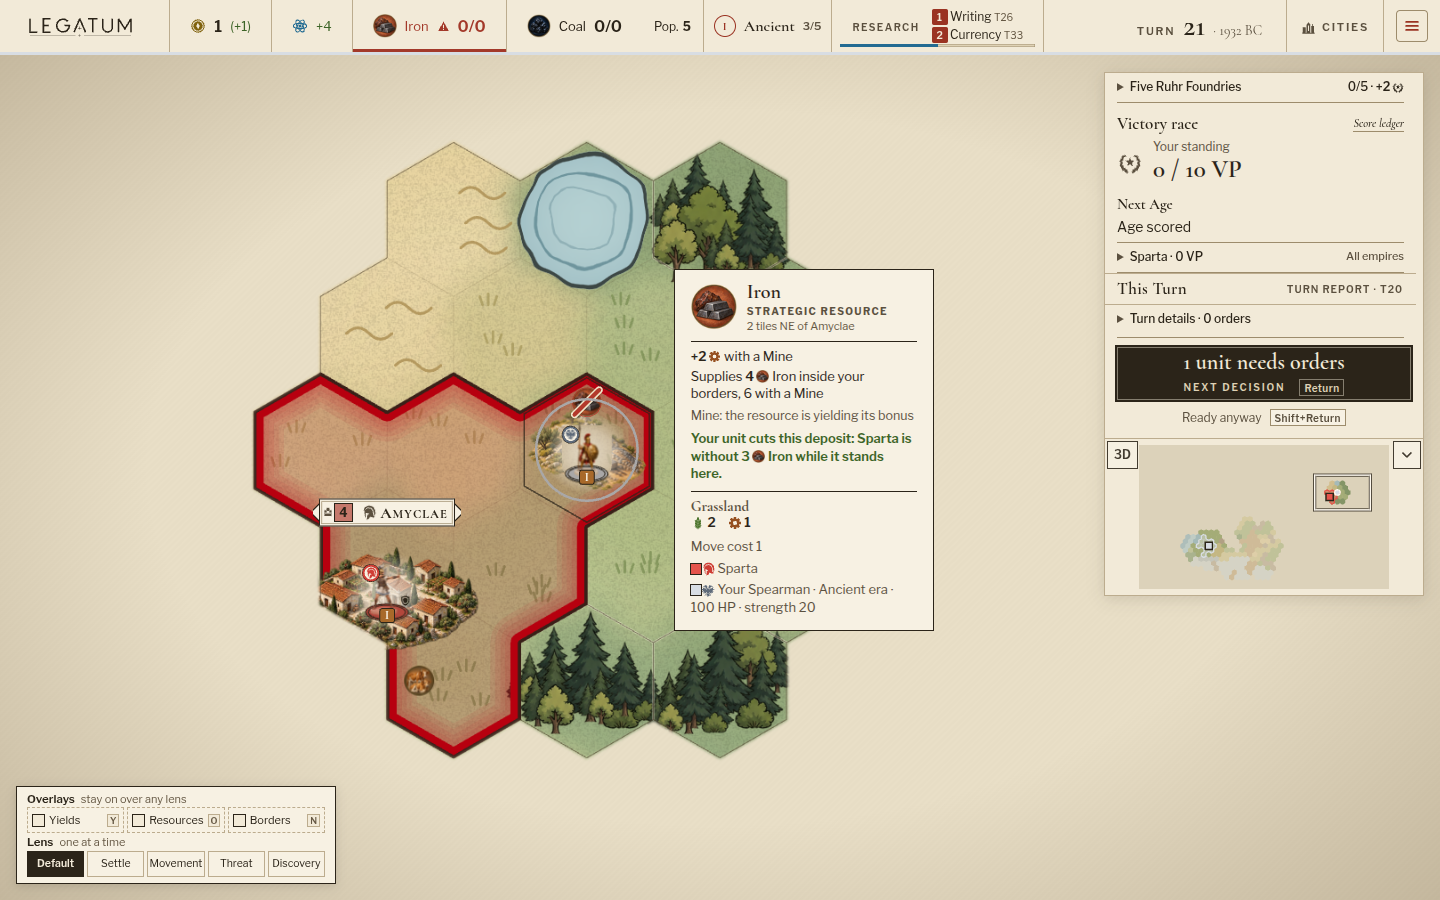 LEGATUM
1 (+1)
+4
Iron 0/0
Coal 0/0
Pop. 5
I Ancient 3/5
RESEARCH
1 Writing T26
2 Currency T33
TURN 21 · 1932 BC
CITIES
Five Ruhr Foundries 0/5 · +2
Victory race Score ledger
Your standing
0 / 10 VP
Next Age
Age scored
Sparta · 0 VP All empires
This Turn TURN REPORT · T20
Turn details · 0 orders
1 unit needs orders
NEXT DECISION Return
Ready anyway Shift+Return
3D
Iron
STRATEGIC RESOURCE
2 tiles NE of Amyclae
+2 with a Mine
Supplies 4 Iron inside your
borders, 6 with a Mine
Mine: the resource is yielding its bonus
Your unit cuts this deposit: Sparta is
without 3 Iron while it stands
here.
Grassland
2 1
Move cost 1
Sparta
Your Spearman · Ancient era ·
100 HP · strength 20
I
4 AMYCLAE
I
Overlays stay on over any lens
Yields Y Resources O Borders N
Lens one at a time
Default Settle Movement Threat Discovery